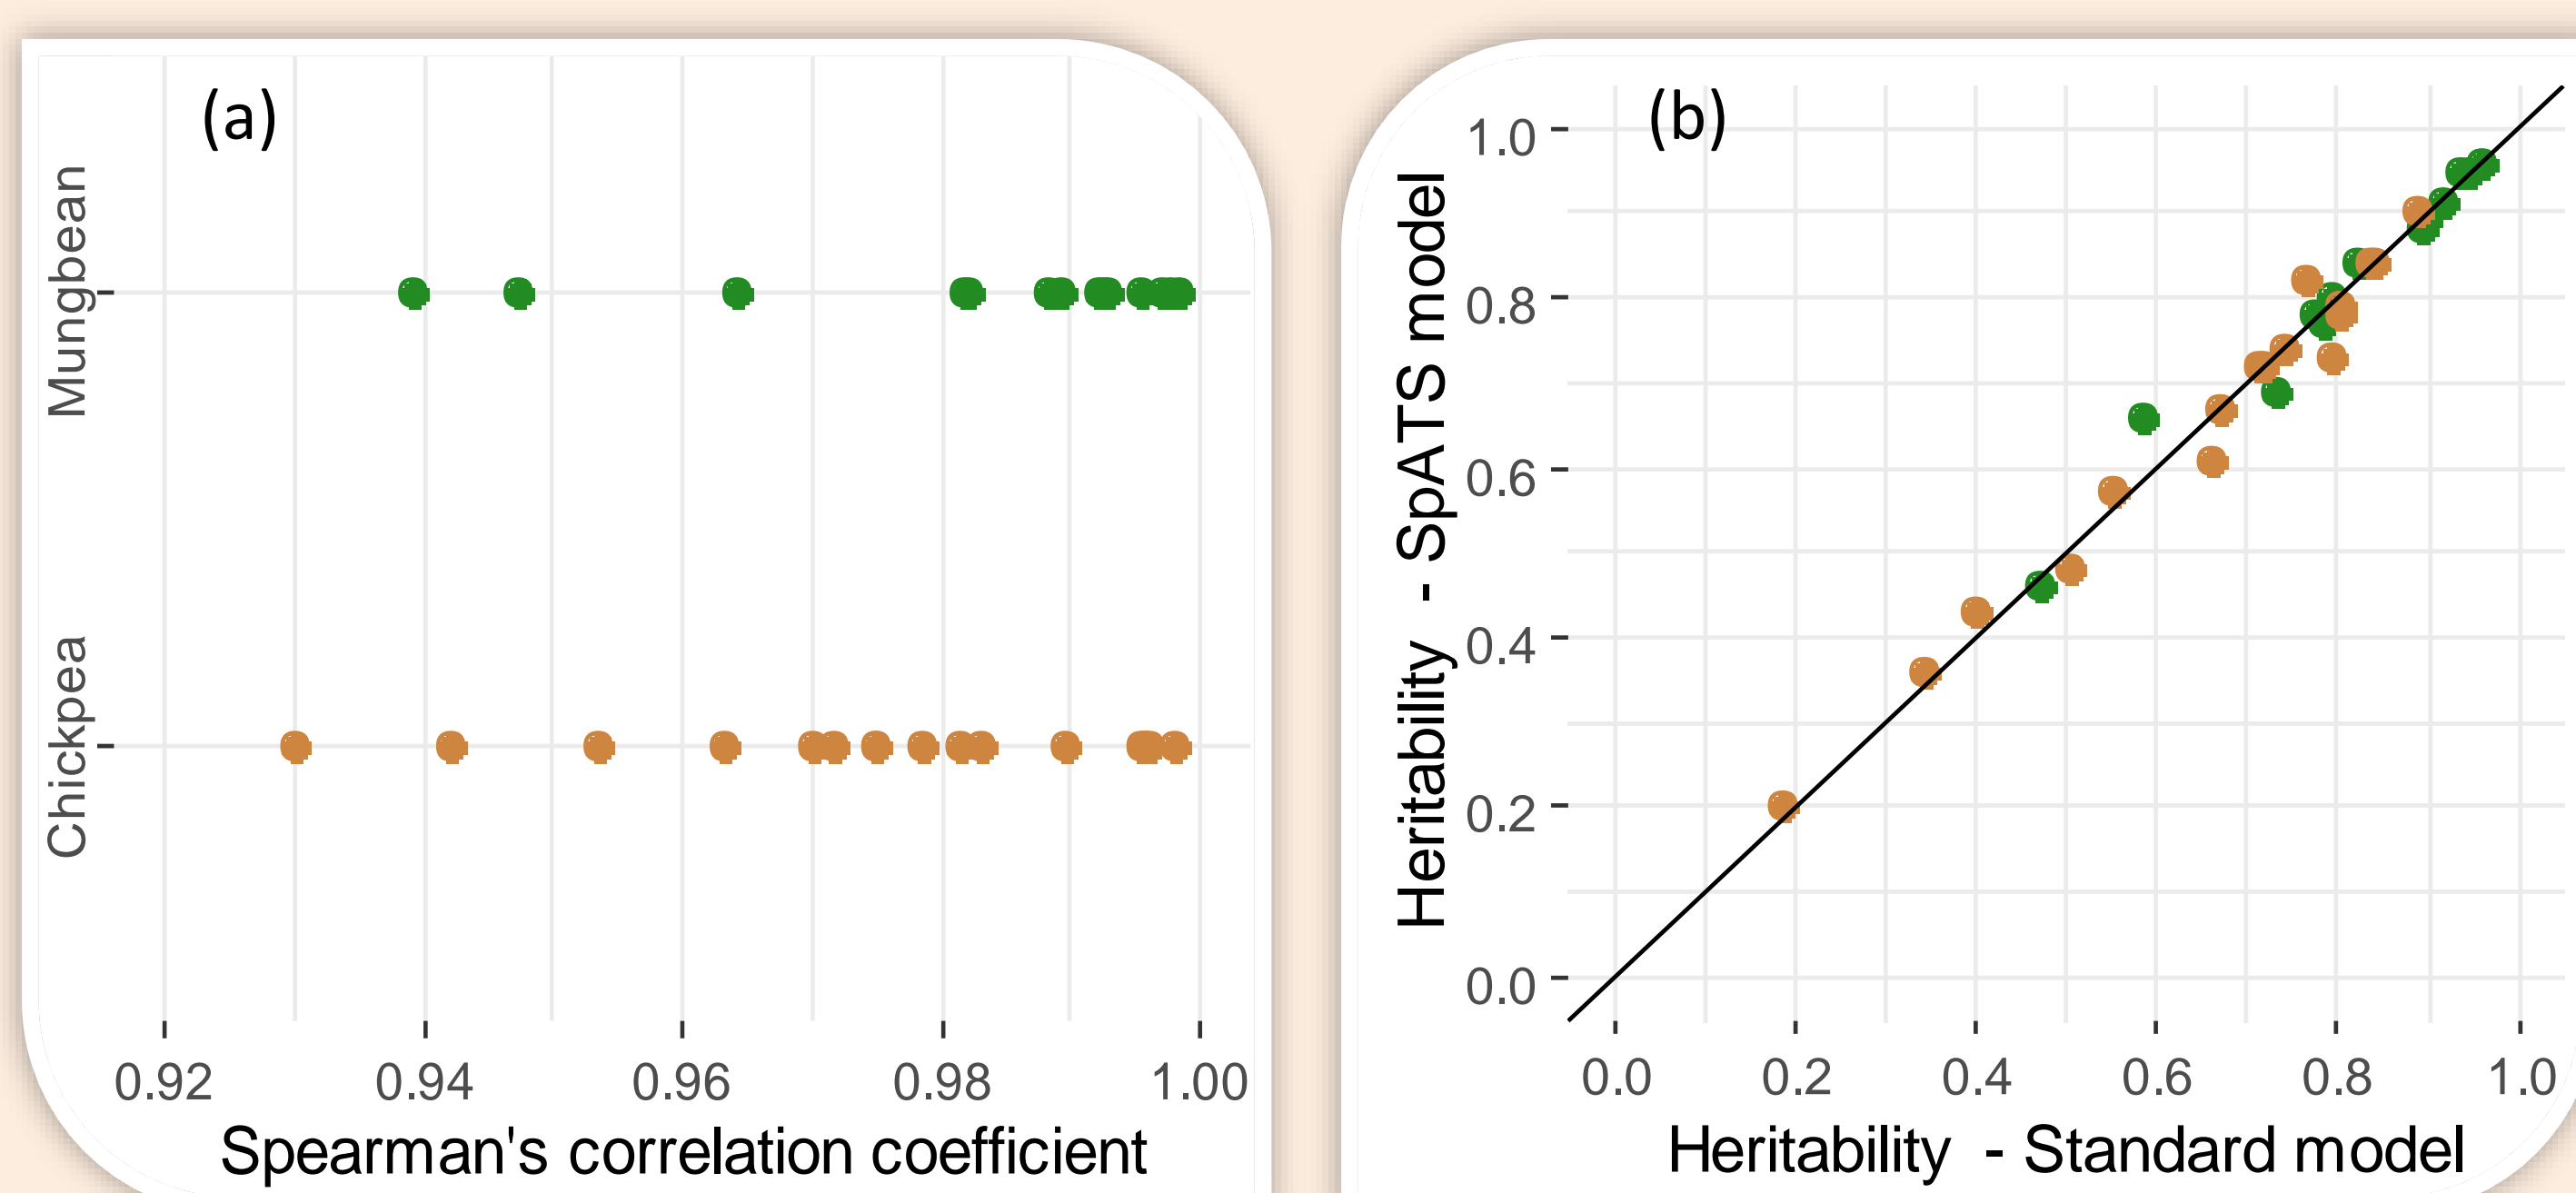 (a)
Mungbean
Chickpea
0.92 0.94 0.96 0.98 1.00
Spearman's correlation coefficient
(b)
Heritability - SpATS model
1.0
0.8
0.6
0.4
0.2
0.0
0.0 0.2 0.4 0.6 0.8 1.0
Heritability - Standard model